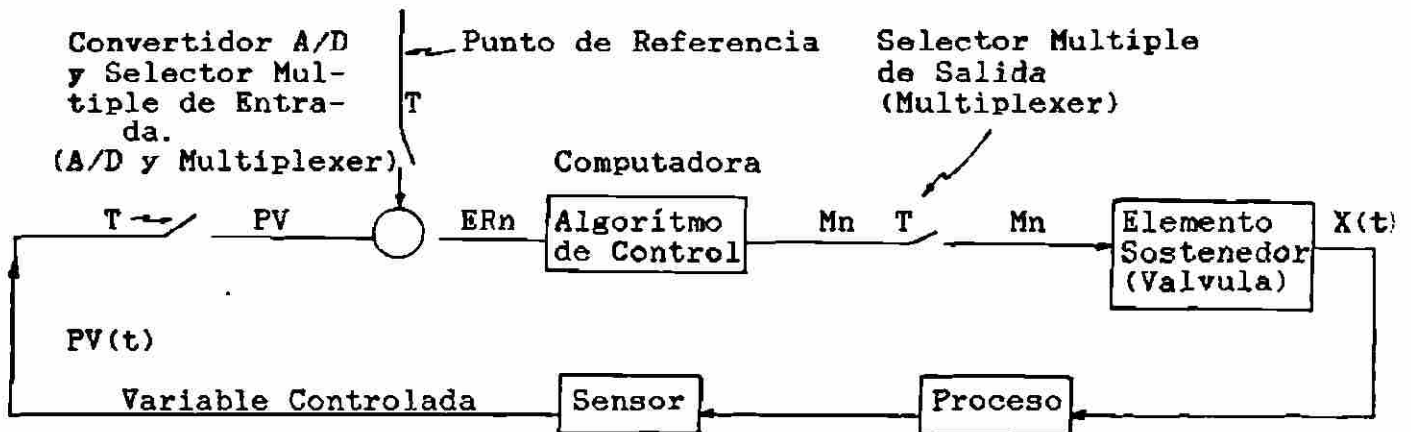 Convertidor A/D
y Selector Mul-
tiple de Entra-
da.
(A/D y Multiplexer)
Punto de Referencia
T
Selector Multiple
de Salida
(Multiplexer)
Computadora
T
PV
ERn
Algorítmo
de Control
Mn
T
Mn
Elemento
Sostenedor
(Valvula)
X(t)
PV(t)
Variable Controlada
Sensor
Proceso